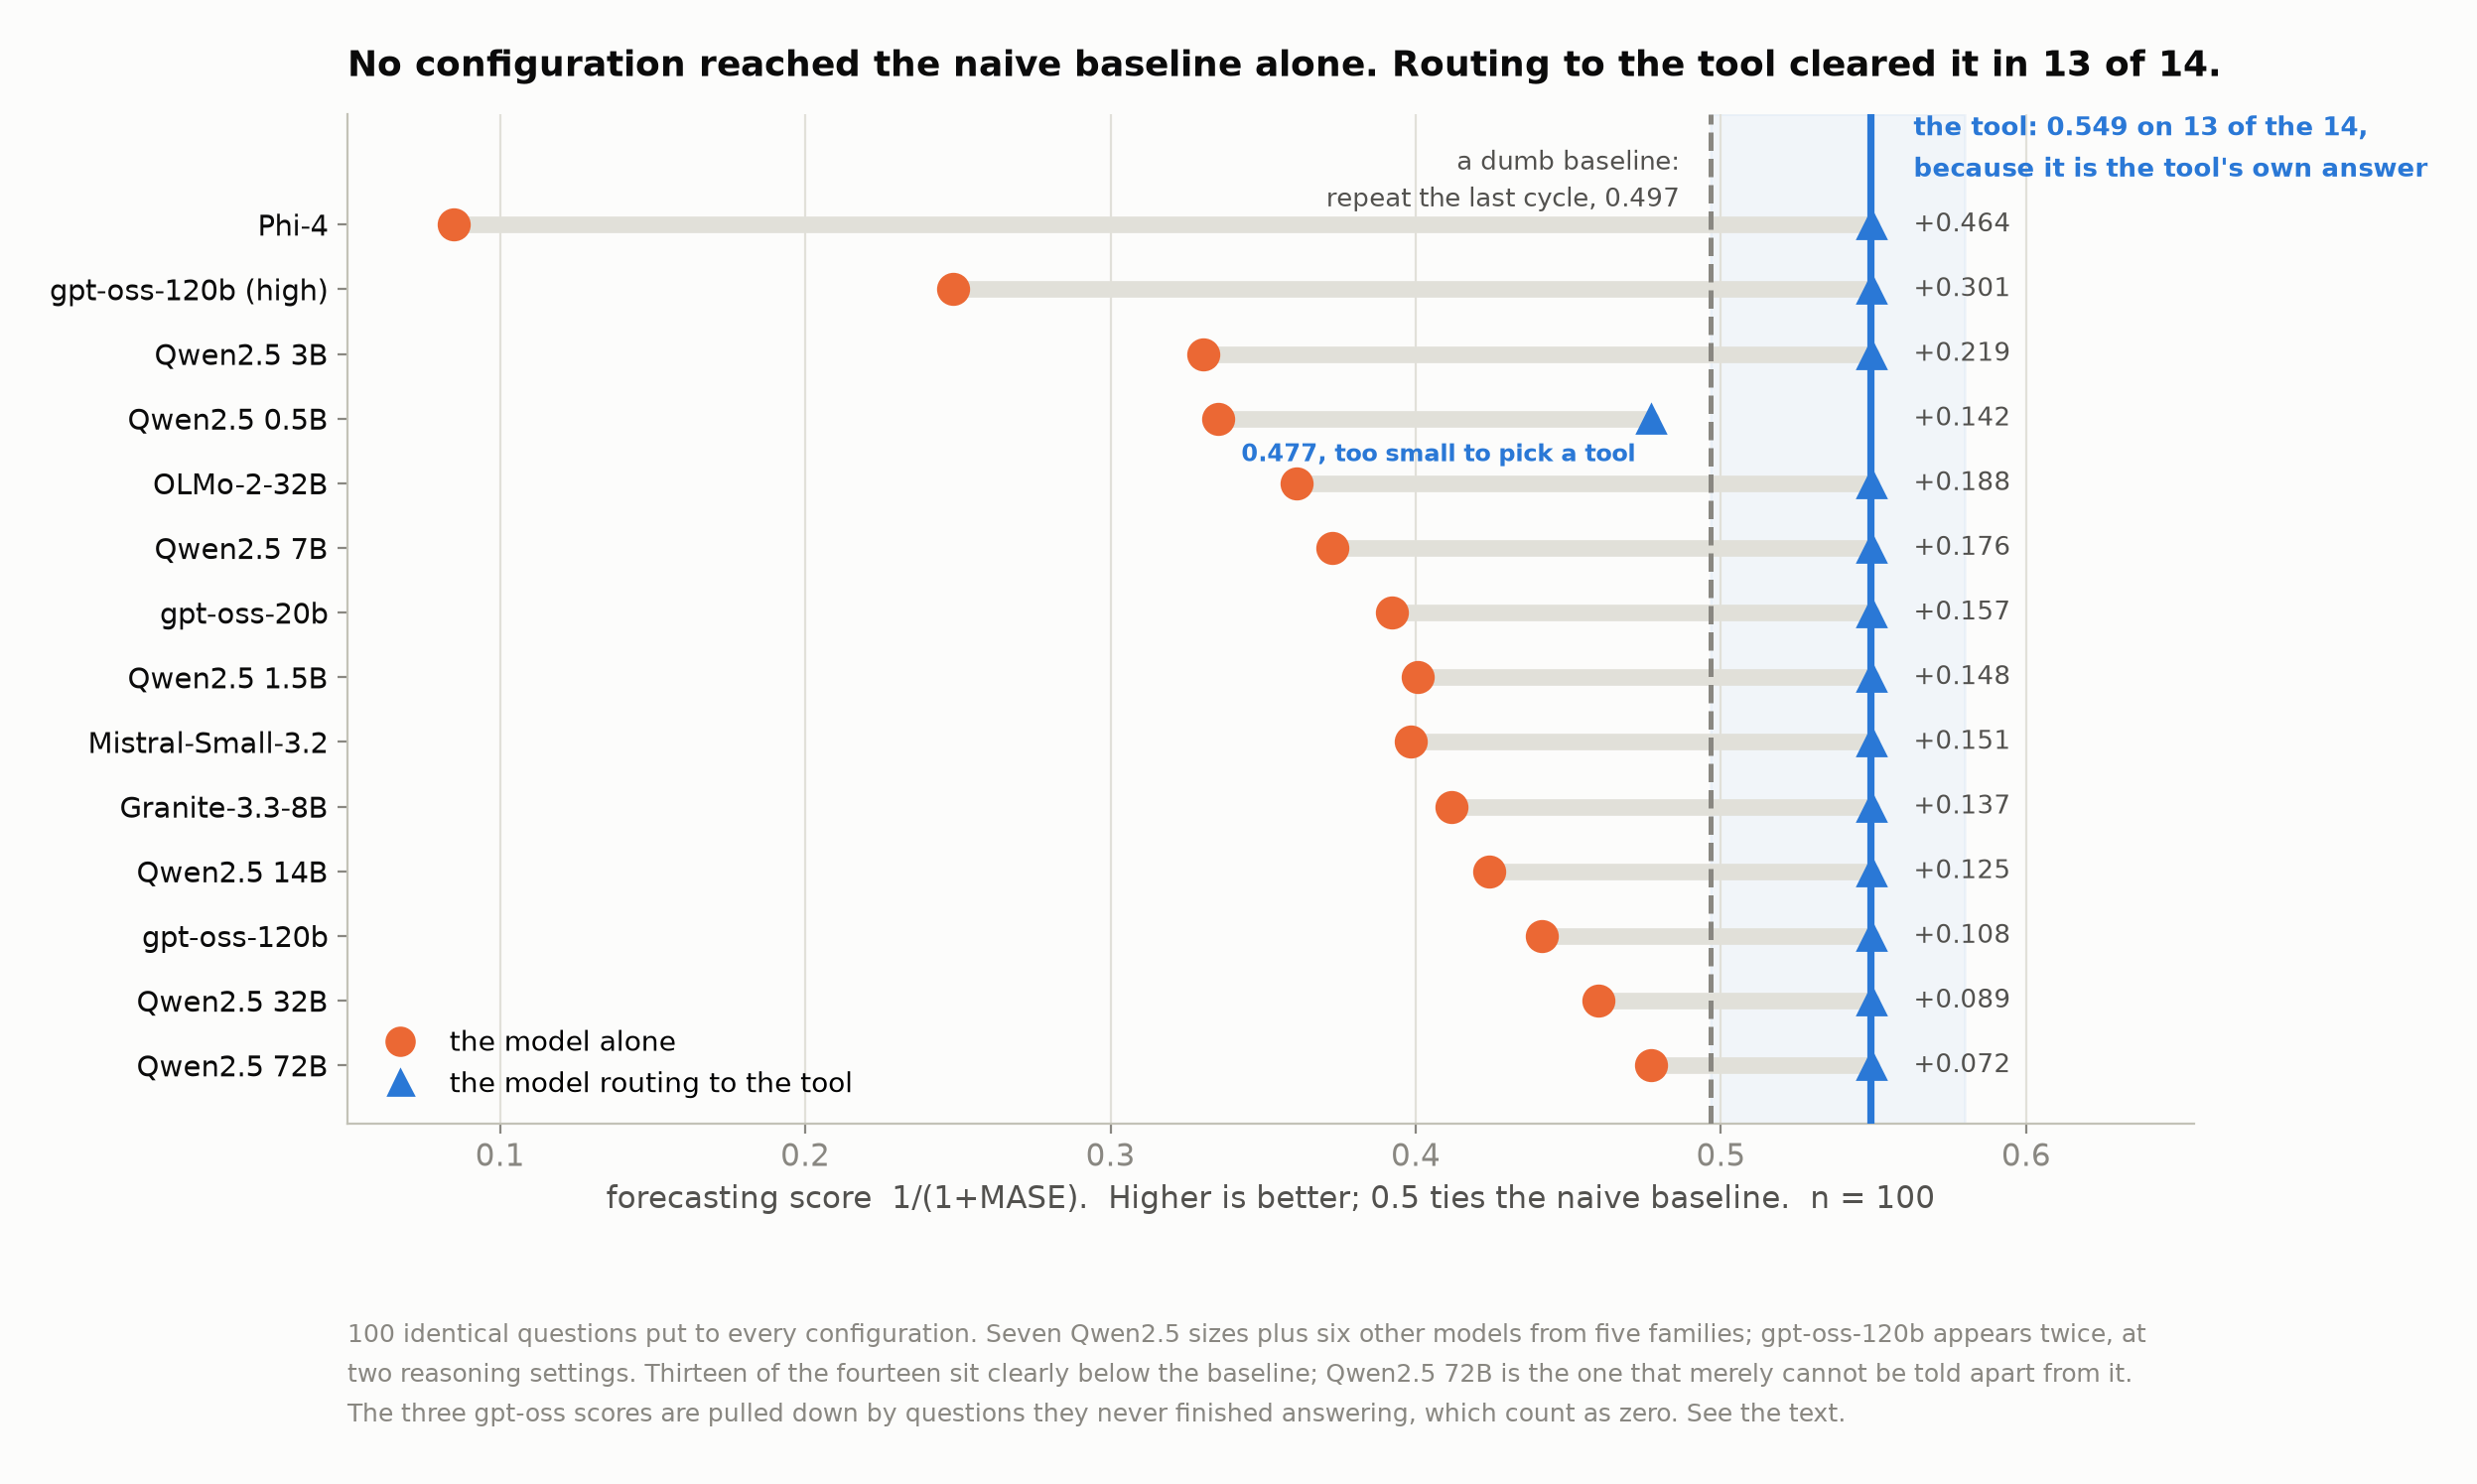 No configuration reached the naive baseline alone. Routing to the tool cleared it in 13 of 14.
the tool: 0.549 on 13 of the 14,
because it is the tool's own answer
a dumb baseline:
repeat the last cycle, 0.497
Phi-4
+0.464
gpt-oss-120b (high)
+0.301
Qwen2.5 3B
+0.219
Qwen2.5 0.5B
+0.142
0.477, too small to pick a tool
OLMo-2-32B
+0.188
Qwen2.5 7B
+0.176
gpt-oss-20b
+0.157
Qwen2.5 1.5B
+0.148
Mistral-Small-3.2
+0.151
Granite-3.3-8B
+0.137
Qwen2.5 14B
+0.125
gpt-oss-120b
+0.108
Qwen2.5 32B
+0.089
the model alone
Qwen2.5 72B
+0.072
the model routing to the tool
0.1 0.2 0.3 0.4 0.5 0.6
forecasting score 1/(1+MASE). Higher is better; 0.5 ties the naive baseline. n = 100
100 identical questions put to every configuration. Seven Qwen2.5 sizes plus six other models from five families; gpt-oss-120b appears twice, at
two reasoning settings. Thirteen of the fourteen sit clearly below the baseline; Qwen2.5 72B is the one that merely cannot be told apart from it.
The three gpt-oss scores are pulled down by questions they never finished answering, which count as zero. See the text.